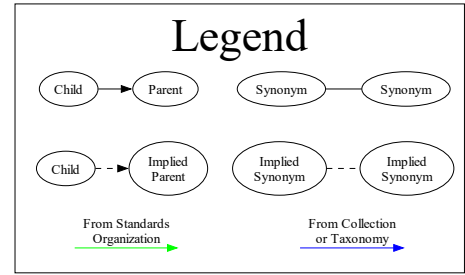 Legend
Child Parent Synonym Synonym
Child Implied Parent Implied Synonym Implied Synonym
From Standards Organization
From Collection or Taxonomy